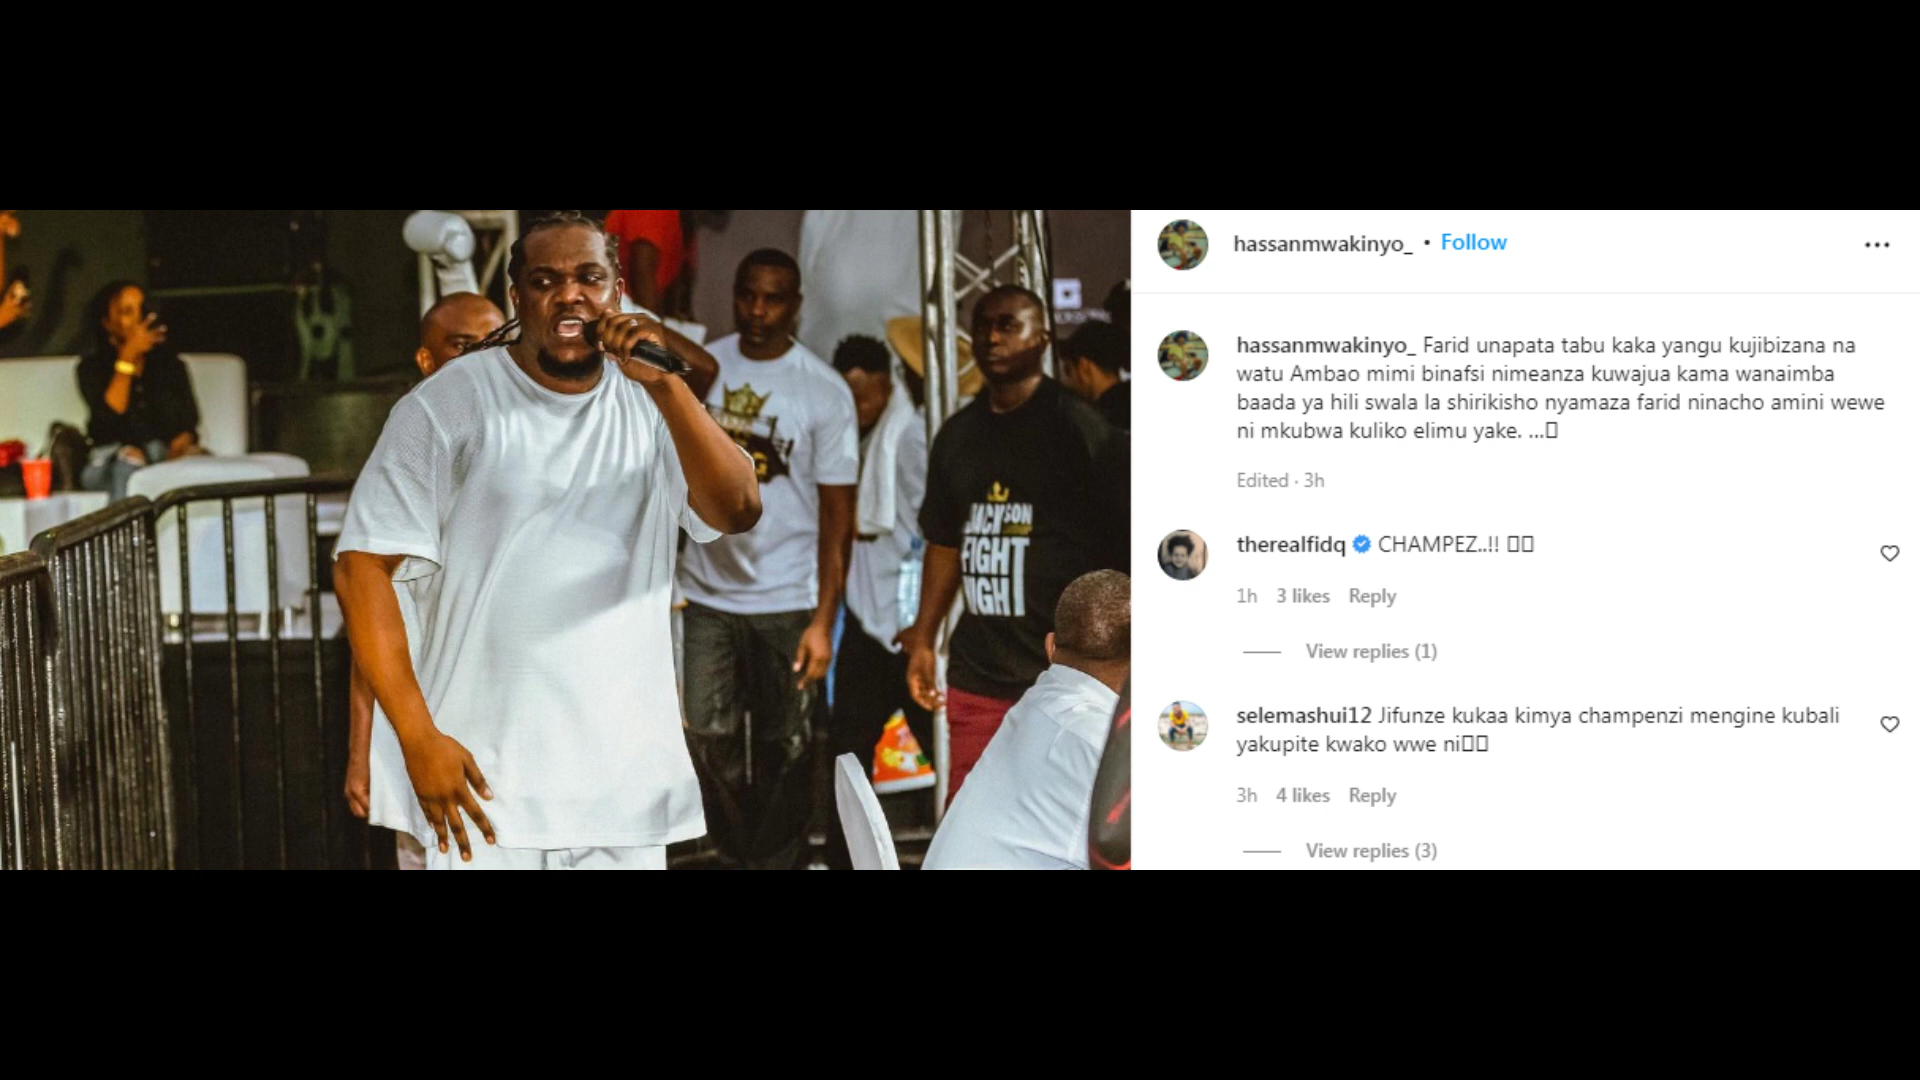 JACKSON
FIGHT
NIGHT
hassanmwakinyo_ • Follow
hassanmwakinyo_ Farid unapata tabu kaka yangu kujibizana na
watu Ambao mimi binafsi nimeanza kuwajua kama wanaimba
baada ya hili swala la shirikisho nyamaza farid ninacho amini wewe
ni mkubwa kuliko elimu yake. ...
Edited · 3h
therealfidq CHAMPEZ..!!
1h 3 likes Reply
View replies (1)
selemashui12 Jifunze kukaa kimya champenzi mengine kubali
yakupite kwako wwe ni
3h 4 likes Reply
View replies (3)